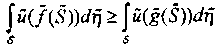 ∫_S̃ ũ(f̃(S̃))dη̃ ≥ ∫_S̃ ũ(g̃(S̃))dη̃